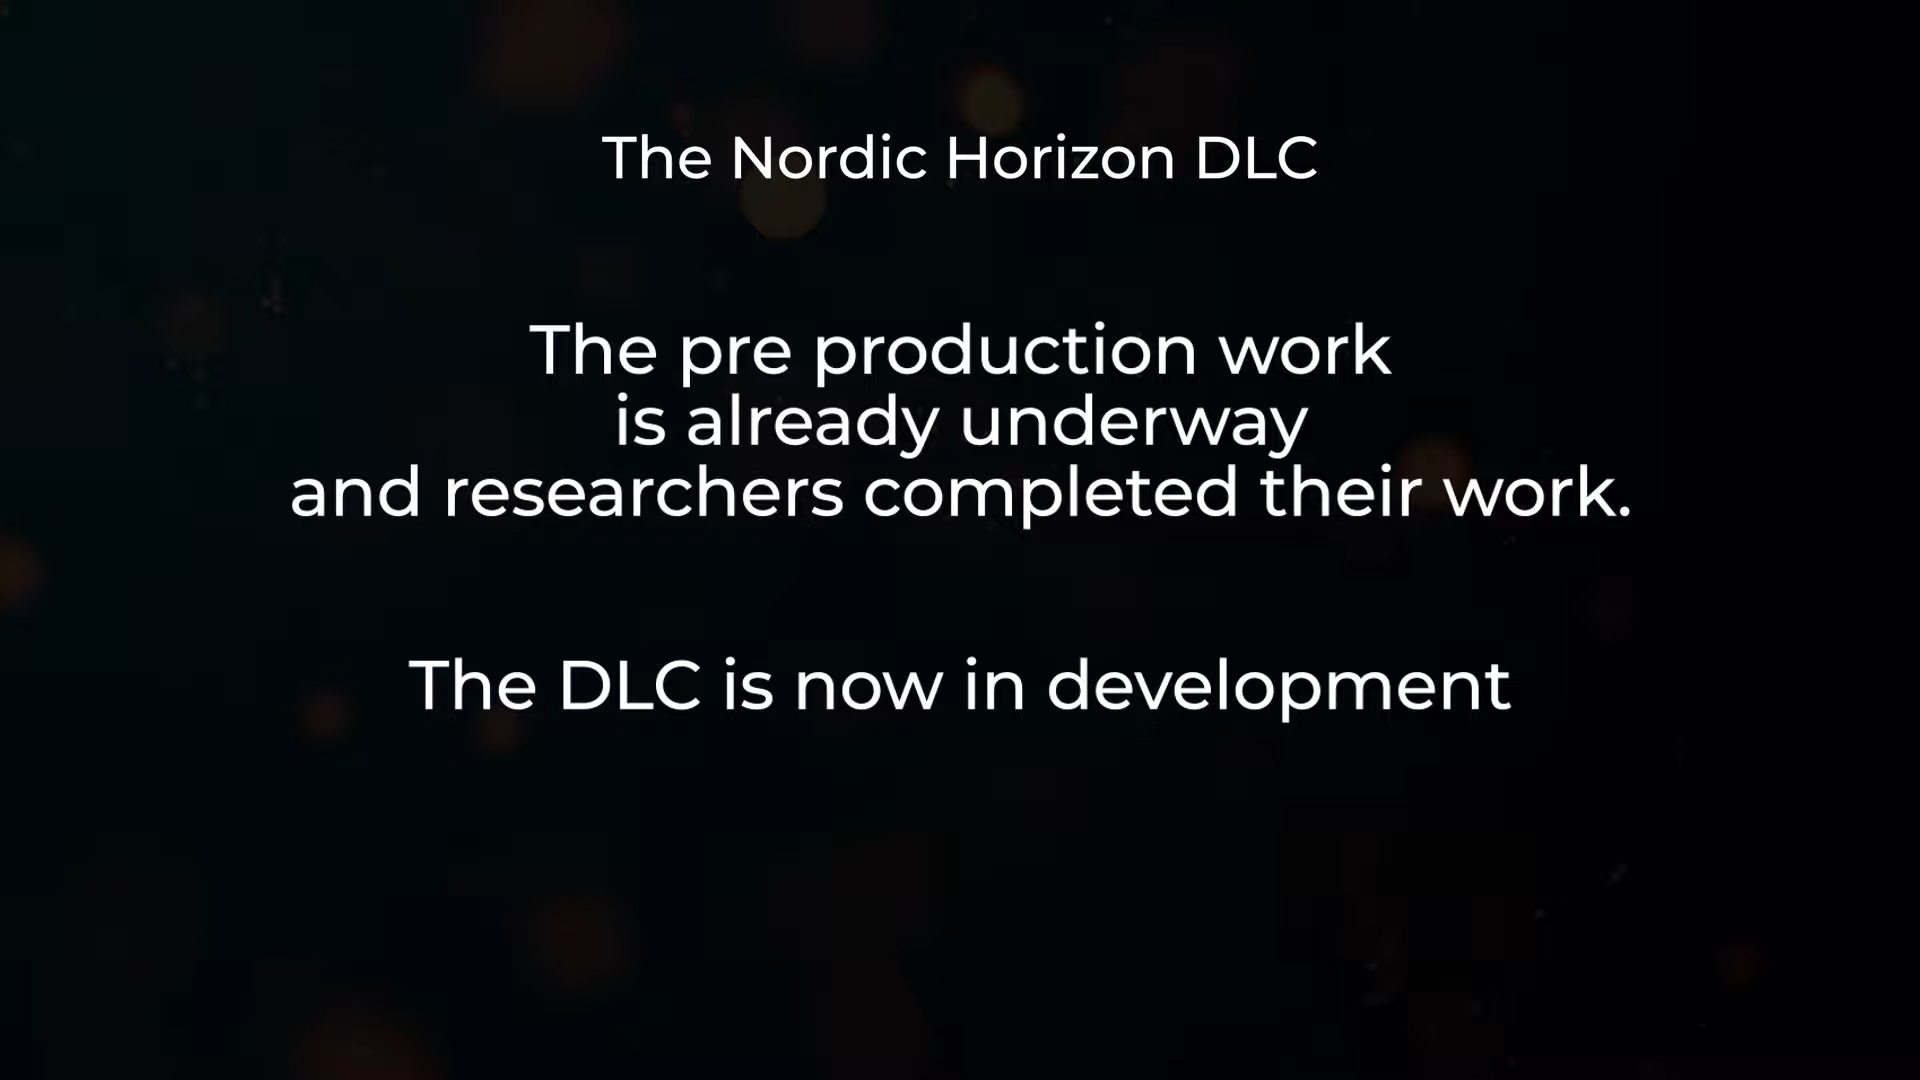 The Nordic Horizon DLC
The pre production work
is already underway
and researchers completed their work.
The DLC is now in development